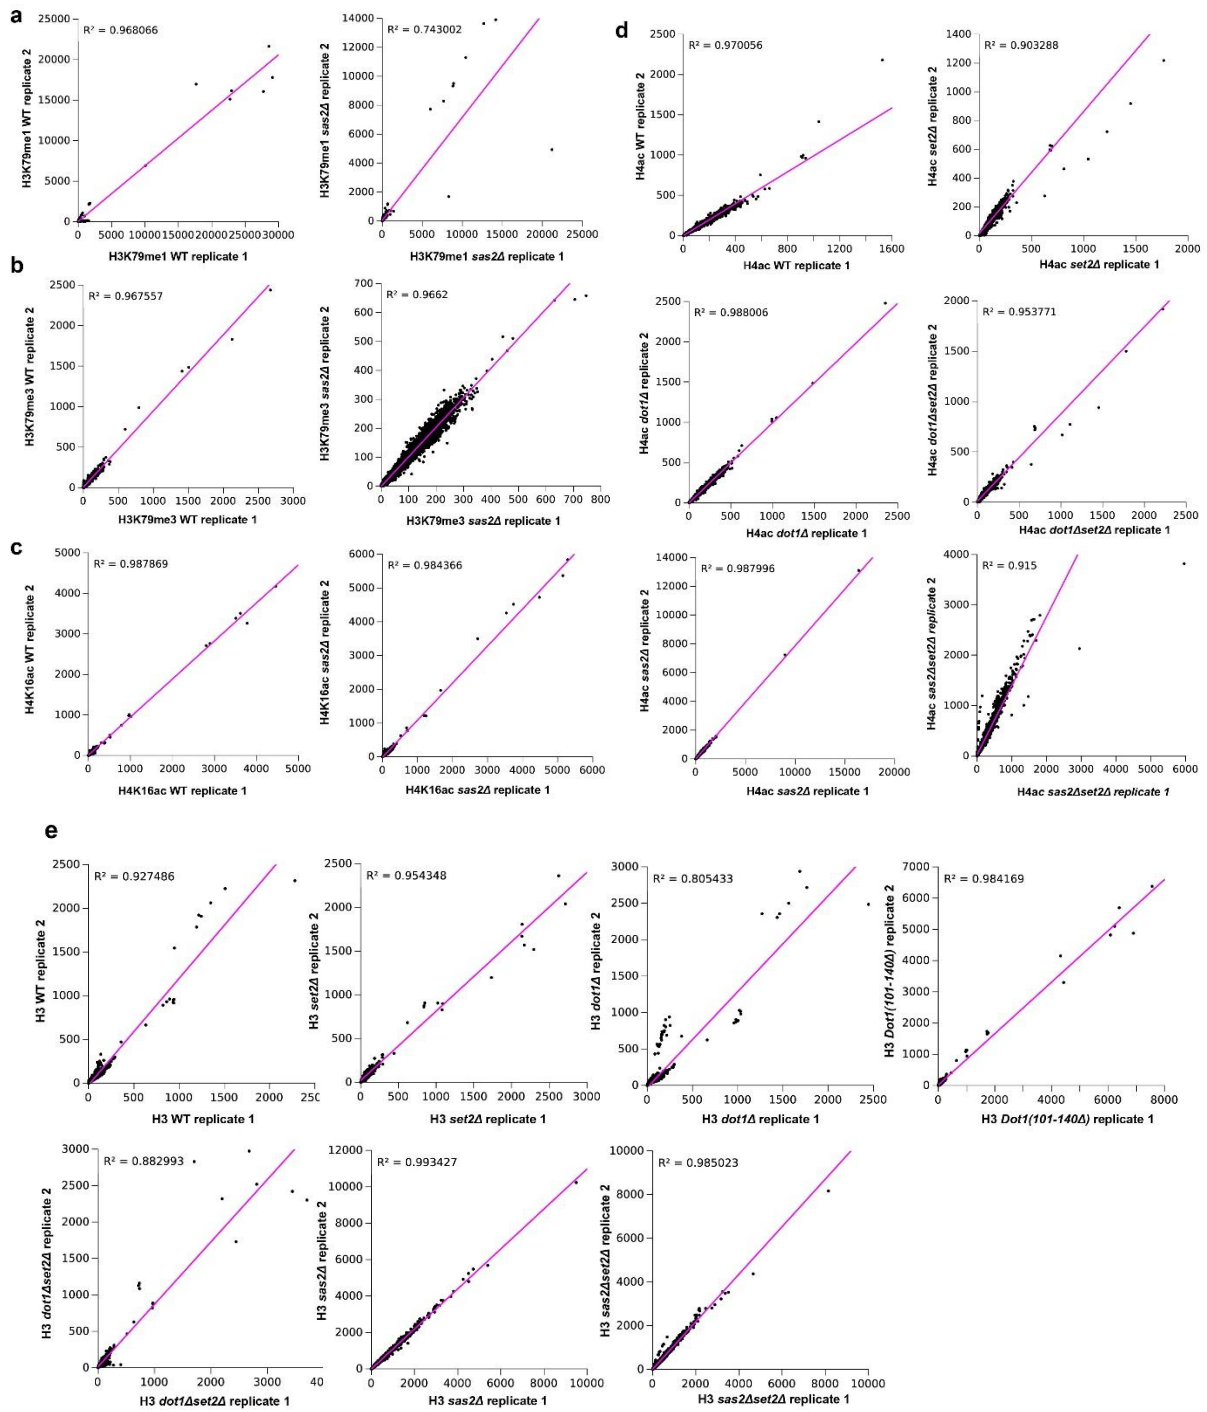 a
R² = 0.968066
H3K79me1 WT replicate 2
25000
20000
15000
10000
5000
0
0 5000 10000 15000 20000 25000 30000
H3K79me1 WT replicate 1
R² = 0.743002
H3K79me1 sas2Δ replicate 2
14000
12000
10000
8000
6000
4000
2000
0
0 5000 10000 15000 20000 25000
H3K79me1 sas2Δ replicate 1
b
R² = 0.967557
H3K79me3 WT replicate 2
2500
2000
1500
1000
500
0
0 500 1000 1500 2000 2500 3000
H3K79me3 WT replicate 1
R² = 0.9662
H3K79me3 sas2Δ replicate 2
700
600
500
400
300
200
100
0
0 100 200 300 400 500 600 700 800
H3K79me3 sas2Δ replicate 1
c
R² = 0.987869
H4K16ac WT replicate 2
5000
4000
3000
2000
1000
0
0 1000 2000 3000 4000 5000
H4K16ac WT replicate 1
R² = 0.984366
H4K16ac sas2Δ replicate 2
6000
5000
4000
3000
2000
1000
0
0 1000 2000 3000 4000 5000 6000
H4K16ac sas2Δ replicate 1
d
R² = 0.970056
H4ac WT replicate 2
2500
2000
1500
1000
500
0
0 400 800 1200 1600
H4ac WT replicate 1
R² = 0.903288
H4ac set2Δ replicate 2
1400
1200
1000
800
600
400
200
0
0 500 1000 1500 2000
H4ac set2Δ replicate 1
R² = 0.988006
H4ac dot1Δ replicate 2
2500
2000
1500
1000
500
0
0 500 1000 1500 2000 2500
H4ac dot1Δ replicate 1
R² = 0.953771
H4ac dot1Δset2Δ replicate 2
2000
1500
1000
500
0
0 500 1000 1500 2000 2500
H4ac dot1Δset2Δ replicate 1
R² = 0.987996
H4ac sas2Δ replicate 2
14000
12000
10000
8000
6000
4000
2000
0
0 5000 10000 15000 20000
H4ac sas2Δ replicate 1
R² = 0.915
H4ac sas2Δset2Δ replicate 2
4000
3000
2000
1000
0
0 1000 2000 3000 4000 5000 6000
H4ac sas2Δset2Δ replicate 1
e
R² = 0.927486
H3 WT replicate 2
2500
2000
1500
1000
500
0
0 500 1000 1500 2000 250
H3 WT replicate 1
R² = 0.954348
H3 set2Δ replicate 2
2500
2000
1500
1000
500
0
0 500 1000 1500 2000 2500 3000
H3 set2Δ replicate 1
R² = 0.805433
H3 dot1Δ replicate 2
3000
2500
2000
1500
1000
500
0
0 500 1000 1500 2000 2500
H3 dot1Δ replicate 1
R² = 0.984169
H3 Dot1(101-140Δ) replicate 2
7000
6000
5000
4000
3000
2000
1000
0
0 2000 4000 6000 8000
H3 Dot1(101-140Δ) replicate 1
R² = 0.882993
H3 dot1Δset2Δ replicate 2
3000
2500
2000
1500
1000
500
0
0 1000 2000 3000 40
H3 dot1Δset2Δ replicate 1
R² = 0.993427
H3 sas2Δ replicate 2
12000
10000
8000
6000
4000
2000
0
0 2000 4000 6000 8000 10000
H3 sas2Δ replicate 1
R² = 0.985023
H3 sas2Δset2Δ replicate 2
10000
8000
6000
4000
2000
0
0 2000 4000 6000 8000 10000
H3 sas2Δset2Δ replicate 1